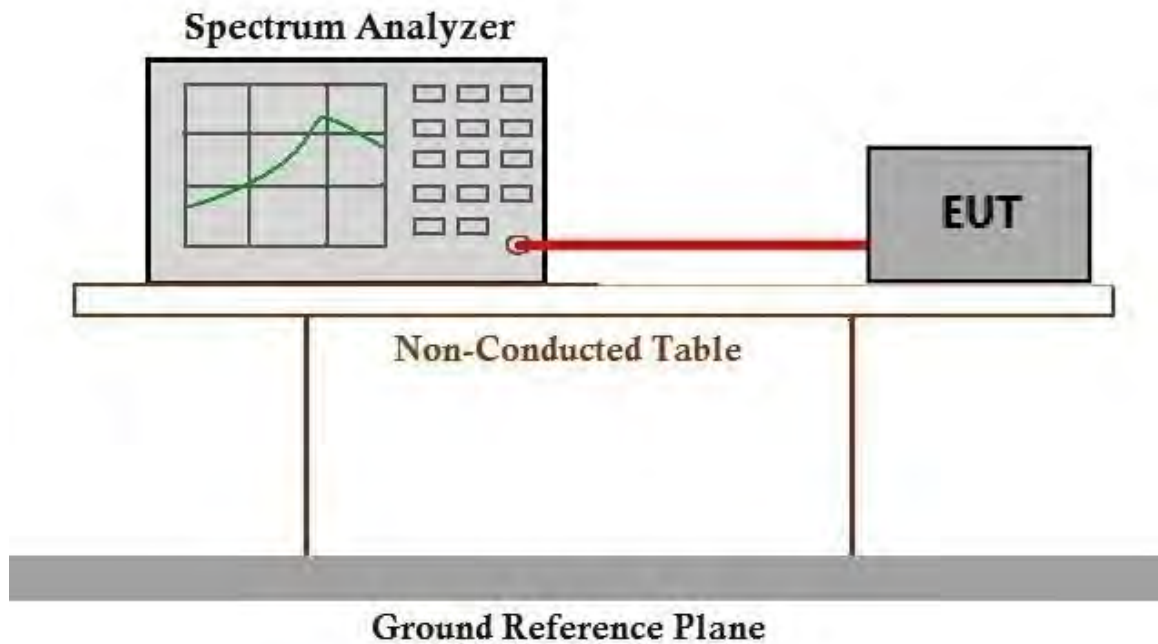 Spectrum Analyzer
EUT
Non-Conducted Table
Ground Reference Plane